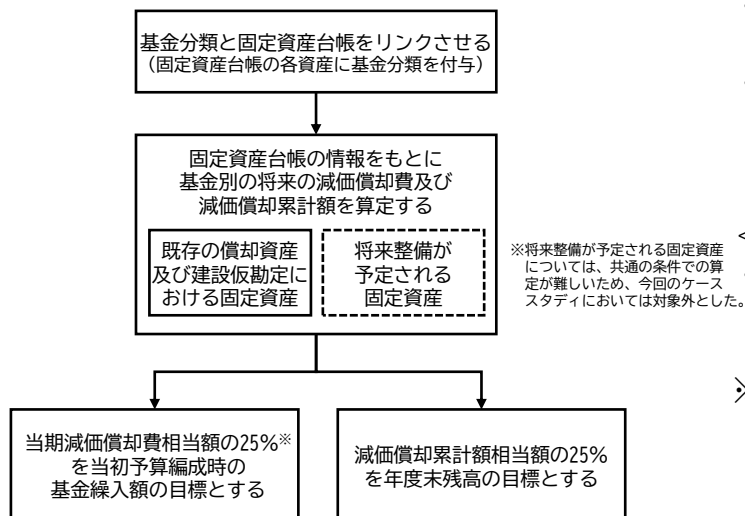 基金分類と固定資産台帳をリンクさせる
（固定資産台帳の各資産に基金分類を付与）
固定資産台帳の情報をもとに
基金別の将来の減価償却費及び
減価償却累計額を算定する
既存の償却資産
及び建設仮勘定に
おける固定資産
将来整備が
予定される
固定資産
※将来整備が予定される固定資産
については、共通の条件での算
定が難しいため、今回のケース
スタディにおいては対象外とした。
当期減価償却費相当額の25%※
を当初予算編成時の
基金繰入額の目標とする
減価償却累計額相当額の25%
を年度末残高の目標とする